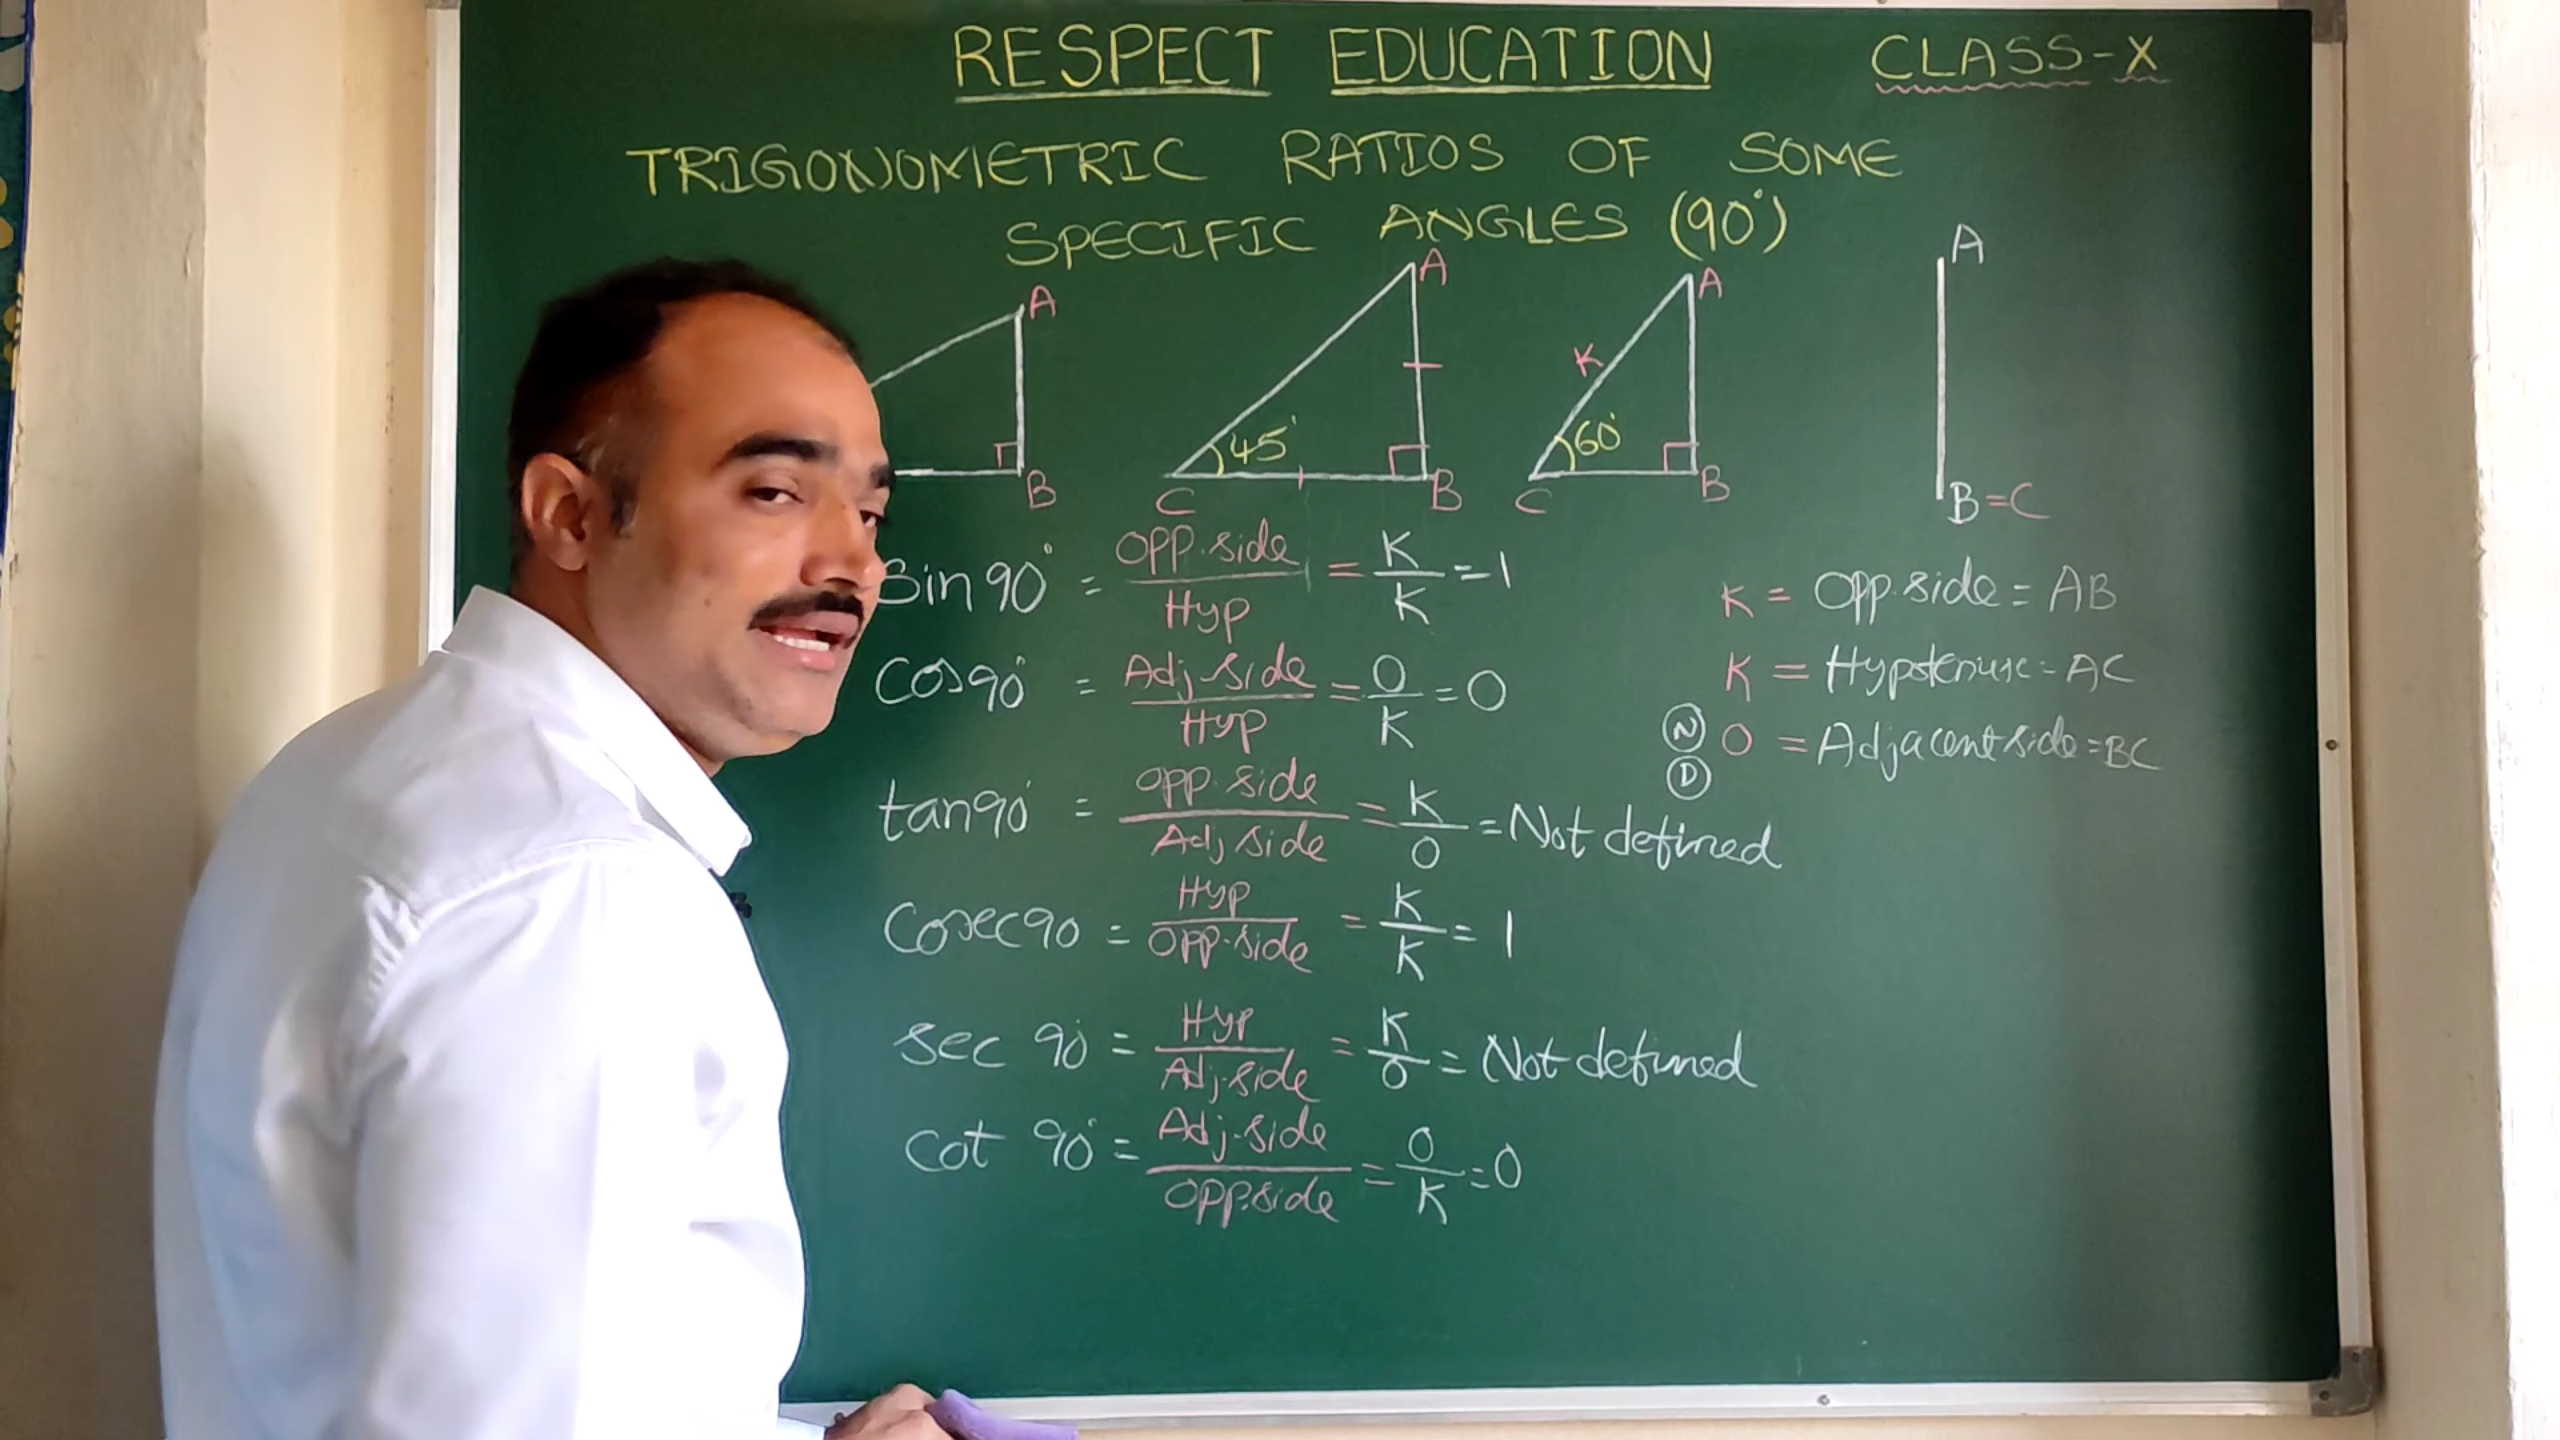 RESPECT EDUCATION CLASS-X
TRIGONOMETRIC RATIOS OF SOME
SPECIFIC ANGLES (90°)
A
B
A
45°
C B
A
K
60°
C B
A
B=C
Sin 90° = Opp. side / Hyp = K/K = 1
Cos 90° = Adj. side / Hyp = 0/K = 0
tan 90° = Opp. side / Adj side = K/0 = Not defined
Cosec 90 = Hyp / Opp. side = K/K = 1
Sec 90° = Hyp / Adj. side = K/0 = Not defined
Cot 90° = Adj. side / Opp. side = 0/K = 0
K = Opp. side = AB
K = Hypotenuse = AC
N 0 = Adjacent side = BC
D